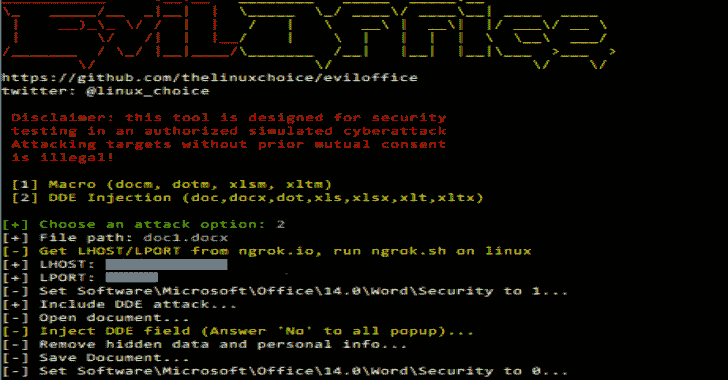 EvilOffice
https://github.com/thelinuxchoice/eviloffice
twitter: @linux_choice
Disclaimer: this tool is designed for security
testing in an authorized simulated cyberattack
Attacking targets without prior mutual consent
is illegal!
[1] Macro (docm, dotm, xlsm, xltm)
[2] DDE Injection (doc,docx,dot,xls,xlsx,xlt,xltx)
[+] Choose an attack option: 2
[+] File path: doc1.docx
[-] Get LHOST/LPORT from ngrok.io, run ngrok.sh on linux
[+] LHOST:
[+] LPORT:
[-] Set Software\Microsoft\Office\14.0\Word\Security to 1...
[+] Include DDE attack...
[-] Open document...
[-] Inject DDE field (Answer 'No' to all popup)...
[-] Remove hidden data and personal info...
[-] Save Document...
[-] Set Software\Microsoft\Office\14.0\Word\Security to 0...